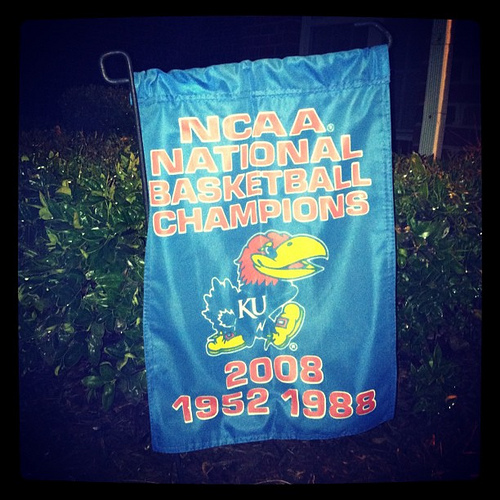 NCAA®
NATIONAL
BASKETBALL
CHAMPIONS
KU
®
2008
1952 1988